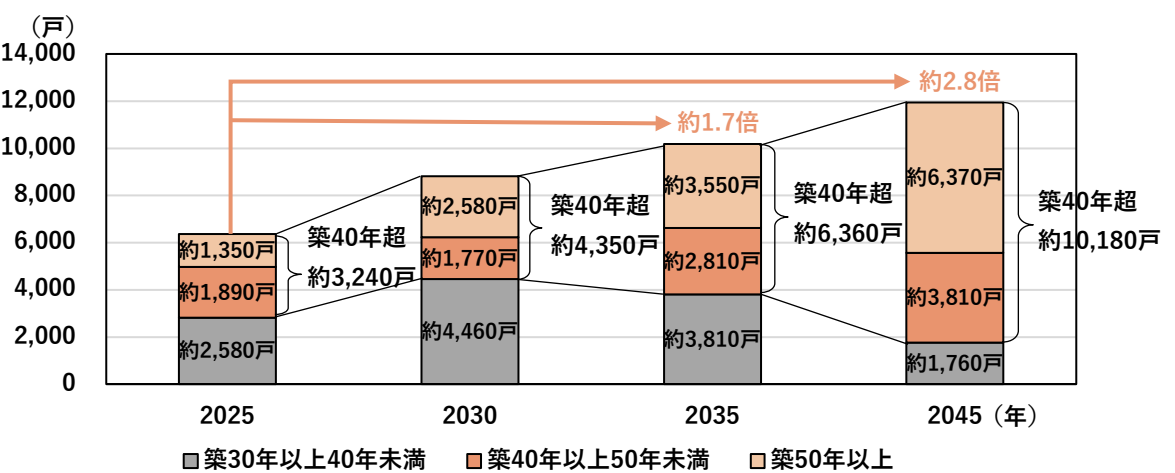 （戸）
14,000
12,000
10,000
8,000
6,000
4,000
2,000
0
約2.8倍
約1.7倍
約1,350戸
約1,890戸
約2,580戸
築40年超
約3,240戸
約2,580戸
約1,770戸
約4,460戸
築40年超
約4,350戸
約3,550戸
約2,810戸
約3,810戸
築40年超
約6,360戸
約6,370戸
約3,810戸
約1,760戸
築40年超
約10,180戸
2025 2030 2035 2045（年）
築30年以上40年未満 築40年以上50年未満 築50年以上